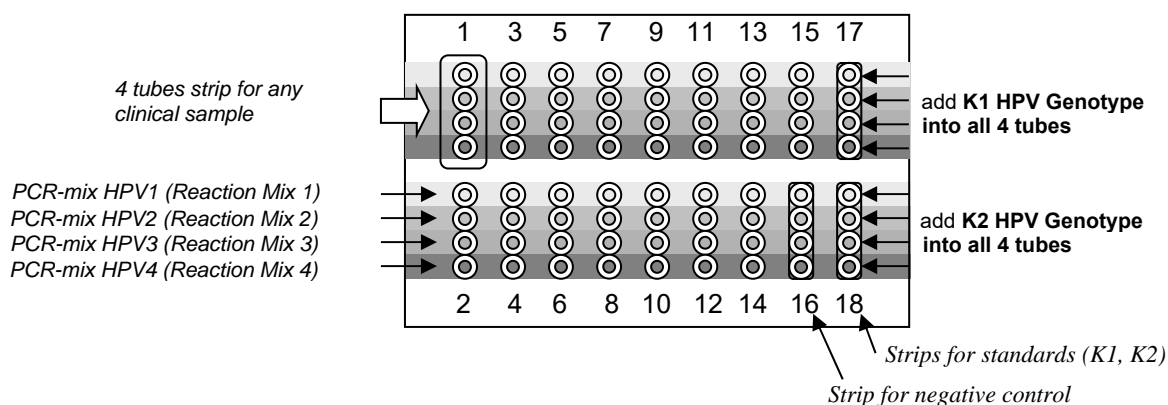 1 3 5 7 9 11 13 15 17
4 tubes strip for any
clinical sample
add K1 HPV Genotype
into all 4 tubes
PCR-mix HPV1 (Reaction Mix 1)
PCR-mix HPV2 (Reaction Mix 2)
PCR-mix HPV3 (Reaction Mix 3)
PCR-mix HPV4 (Reaction Mix 4)
add K2 HPV Genotype
into all 4 tubes
2 4 6 8 10 12 14 16 18
Strips for standards (K1, K2)
Strip for negative control